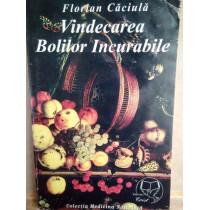 Florian Căciulă
Vindecarea
Bolilor Incurabile
Colecția Medicina